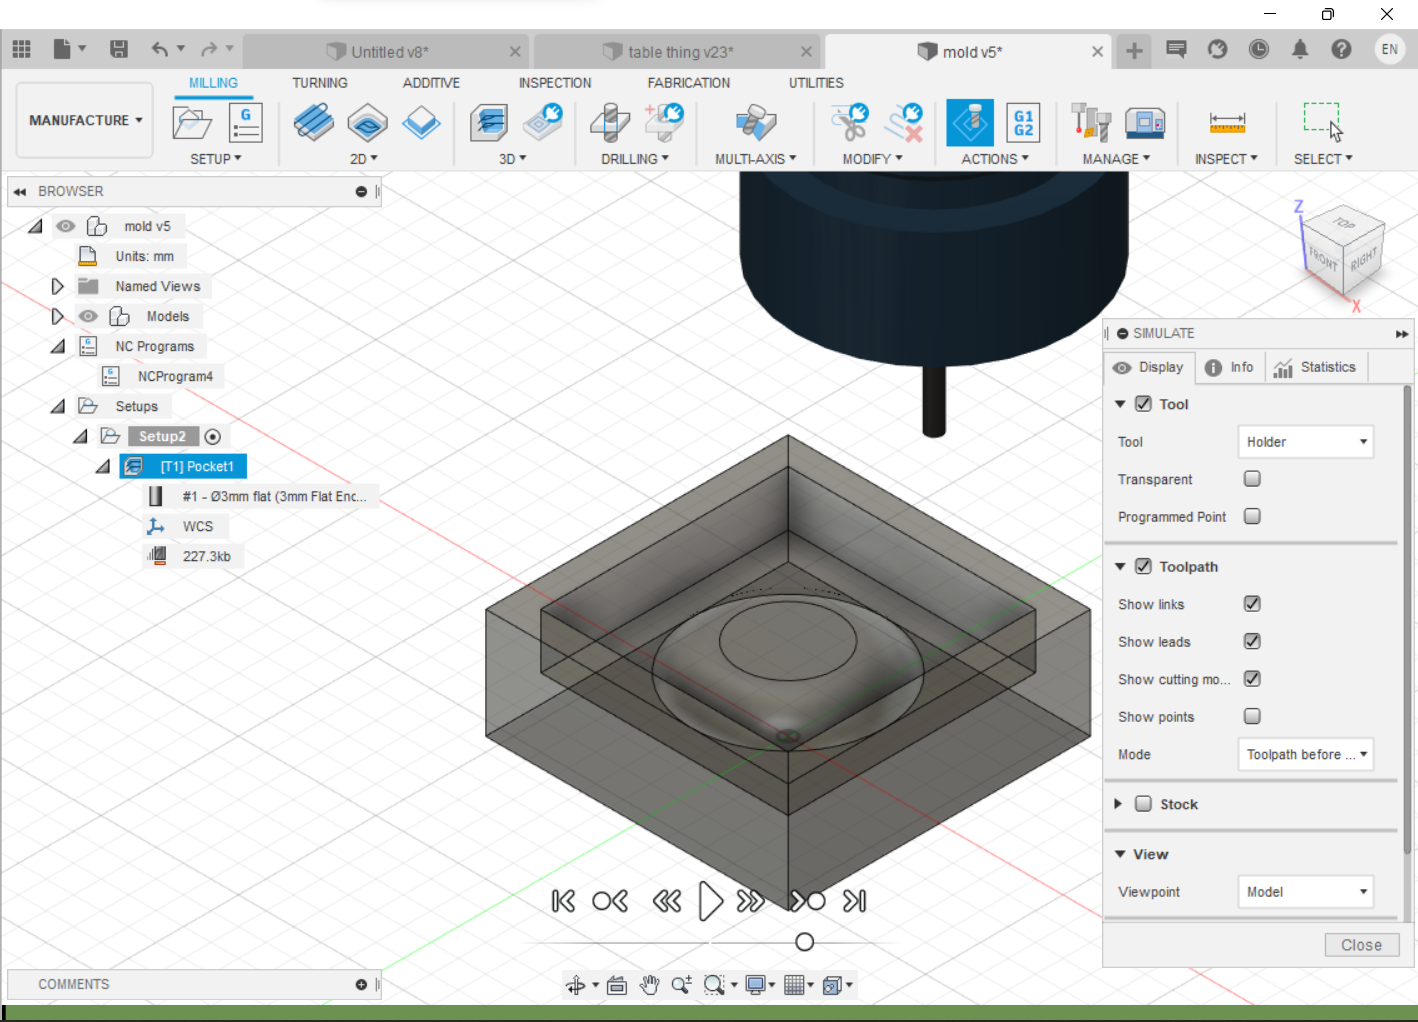 Untitled v8*
table thing v23*
mold v5*
EN
MANUFACTURE
MILLING
TURNING
ADDITIVE
INSPECTION
FABRICATION
UTILITIES
G
G1
G2
SETUP
2D
3D
DRILLING
MULTI-AXIS
MODIFY
ACTIONS
MANAGE
INSPECT
SELECT
BROWSER
mold v5
Units: mm
Named Views
Models
NC Programs
NCProgram4
Setups
Setup2
[T1] Pocket1
#1 - Ø3mm flat (3mm Flat Enc...
WCS
227.3kb
Z
TOP
FRONT
RIGHT
X
SIMULATE
Display
Info
Statistics
Tool
Tool
Holder
Transparent
Programmed Point
Toolpath
Show links
Show leads
Show cutting mo...
Show points
Mode
Toolpath before ...
Stock
View
Viewpoint
Model
Close
COMMENTS